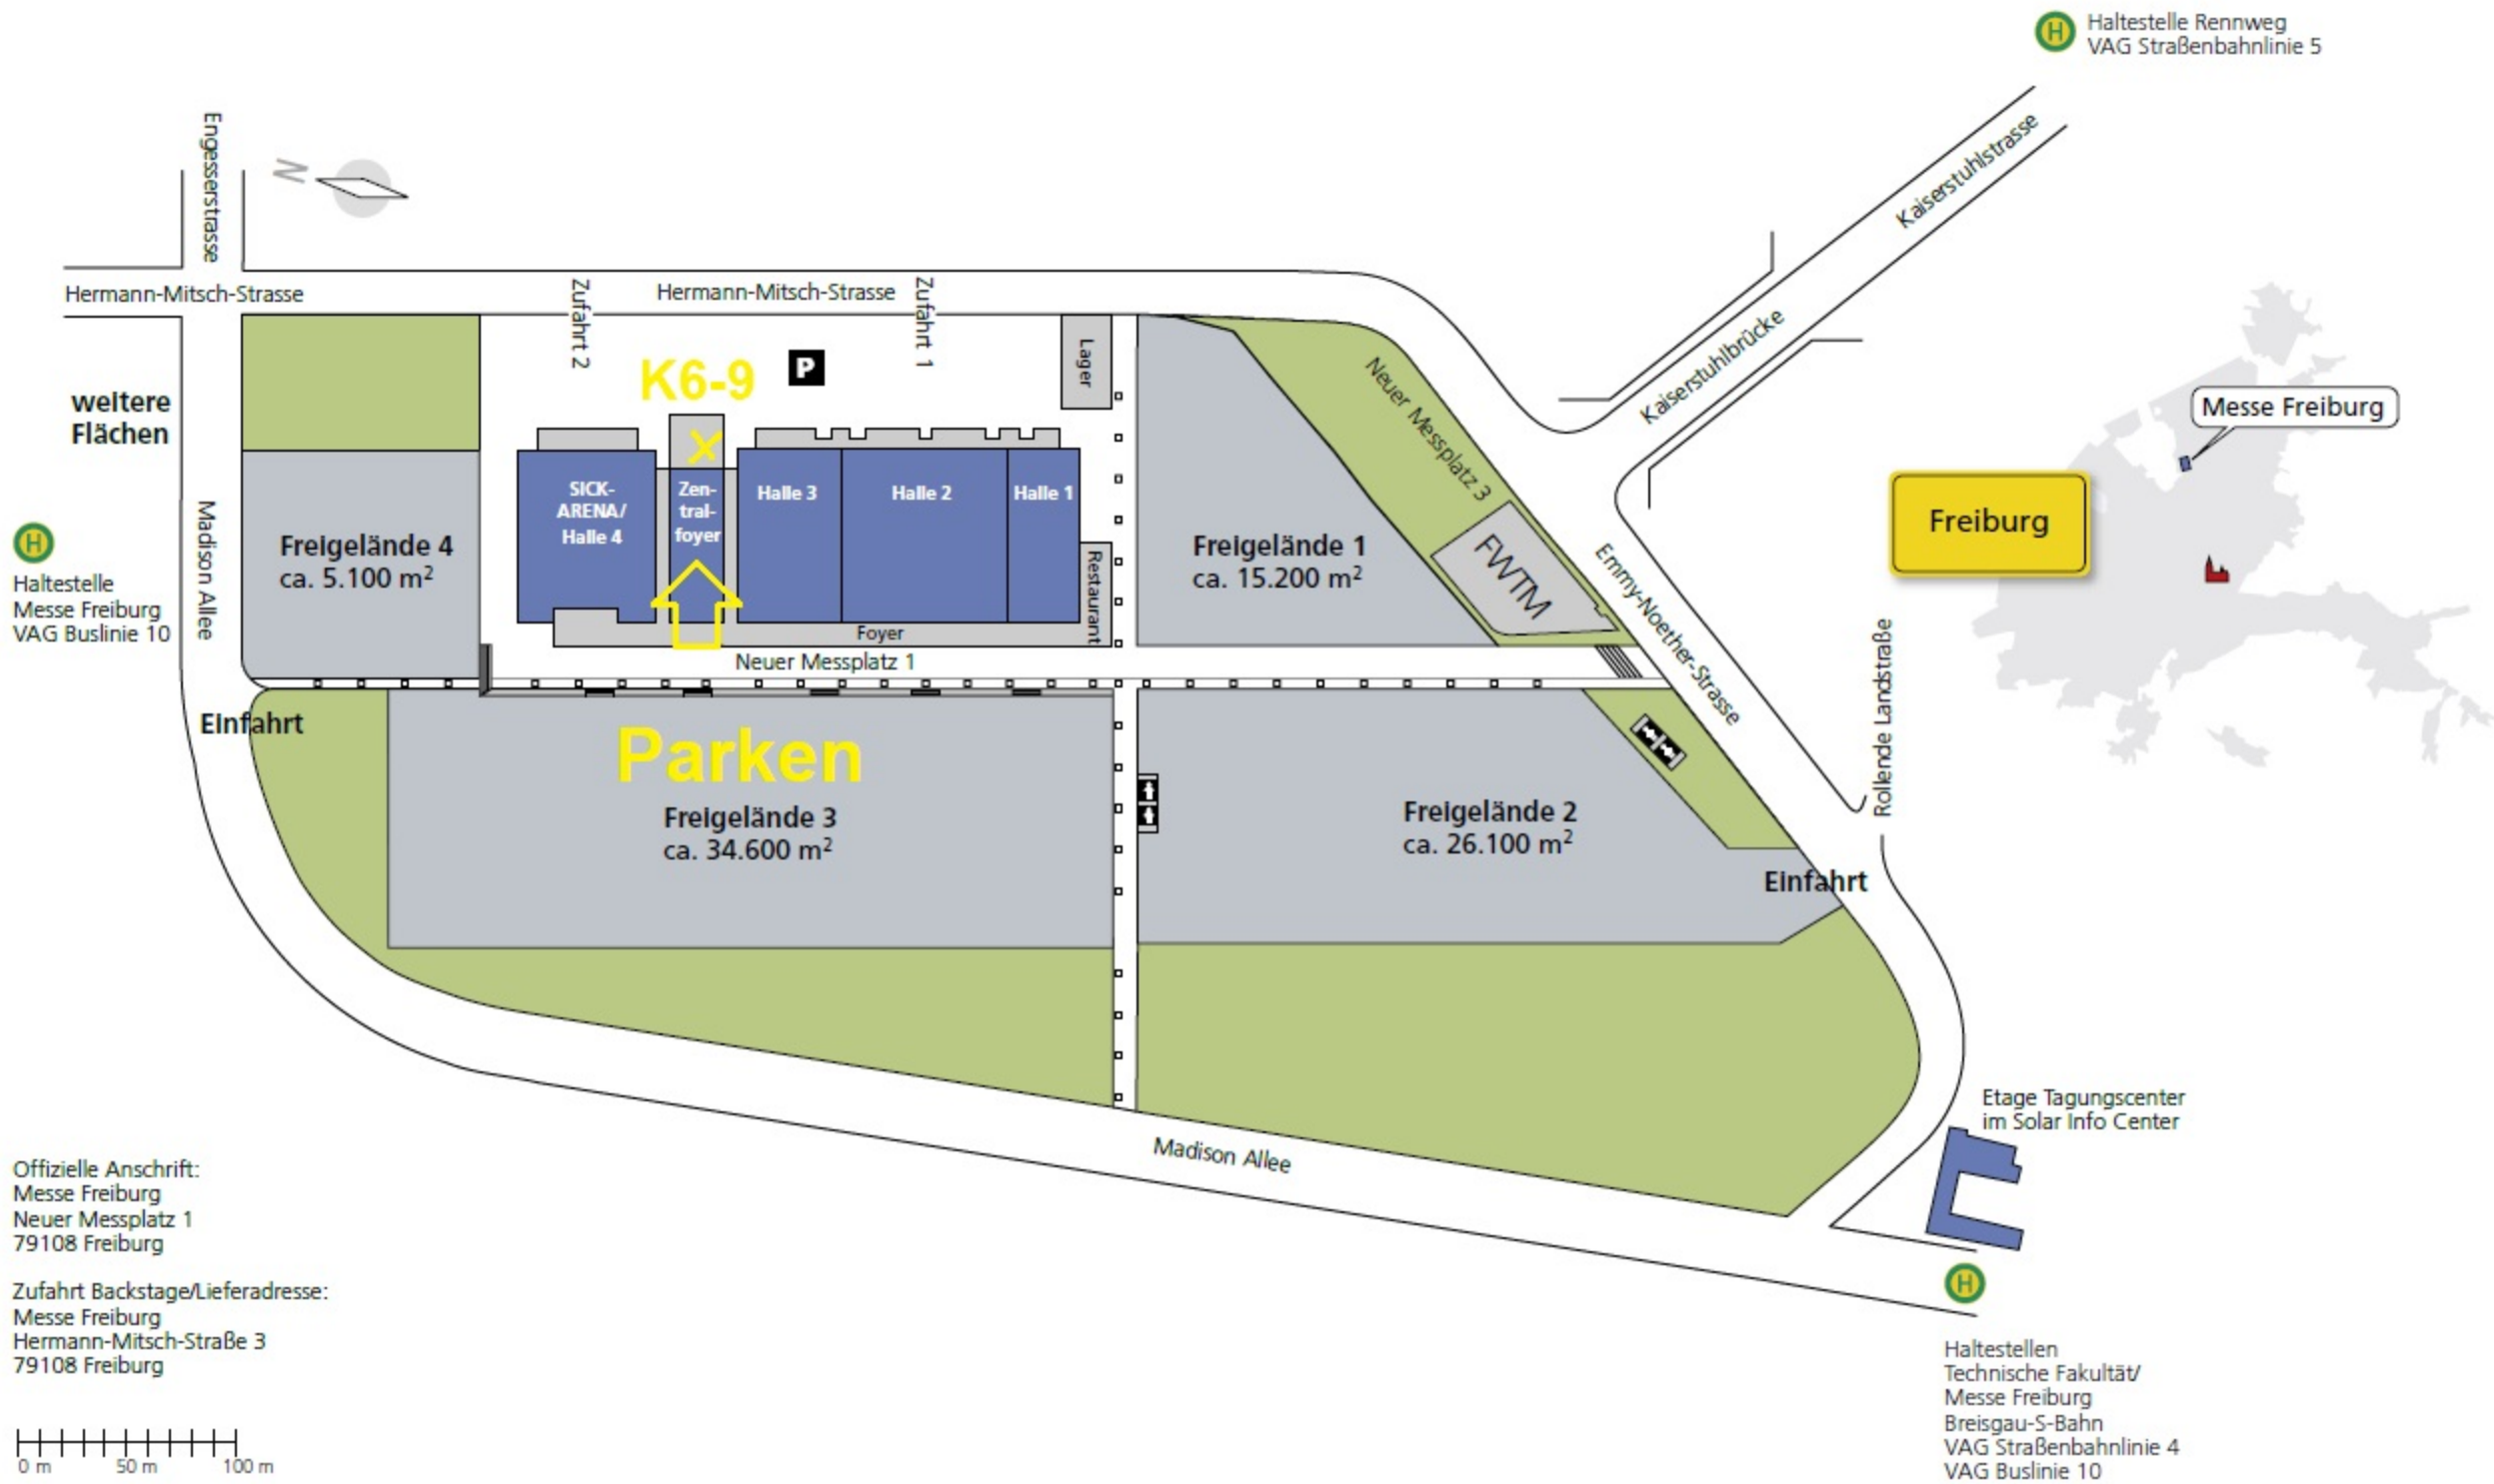 Haltestelle Rennweg
VAG Straßenbahnlinie 5
Engesserstrasse
N
Kaiserstuhlstrasse
Hermann-Mitsch-Strasse
Hermann-Mitsch-Strasse
Zufahrt 2
Zufahrt 1
Kaiserstuhlbrücke
weitere
Flächen
K6-9
P
Lager
Neuer Messplatz 3
Messe Freiburg
SICK-
ARENA/
Halle 4
X
Zen-
tral-
foyer
Halle 3
Halle 2
Halle 1
Freiburg
H
Haltestelle
Messe Freiburg
VAG Buslinie 10
Madison Allee
Freigelände 4
ca. 5.100 m²
Restaurant
Freigelände 1
ca. 15.200 m²
FWTM
Emmy-Noether-Strasse
Foyer
Neuer Messplatz 1
Rollende Landstraße
Einfahrt
Parken
Freigelände 3
ca. 34.600 m²
Freigelände 2
ca. 26.100 m²
Einfahrt
Etage Tagungscenter
im Solar Info Center
Madison Allee
Offizielle Anschrift:
Messe Freiburg
Neuer Messplatz 1
79108 Freiburg
Zufahrt Backstage/Lieferadresse:
Messe Freiburg
Hermann-Mitsch-Straße 3
79108 Freiburg
H
Haltestellen
Technische Fakultät/
Messe Freiburg
Breisgau-S-Bahn
VAG Straßenbahnlinie 4
VAG Buslinie 10
0 m 50 m 100 m
H